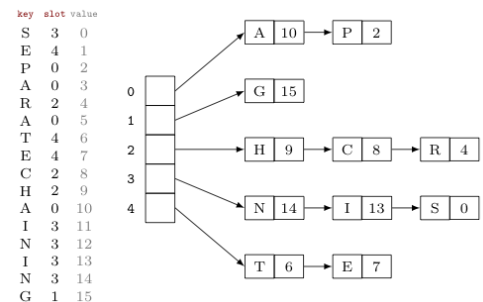 key slot value
S 3 0
E 4 1
P 0 2
A 0 3
R 2 4
A 0 5
T 4 6
E 4 7
C 2 8
H 2 9
A 0 10
I 3 11
N 3 12
I 3 13
N 3 14
G 1 15
0
1
2
3
4
A 10 P 2
G 15
H 9 C 8 R 4
N 14 I 13 S 0
T 6 E 7